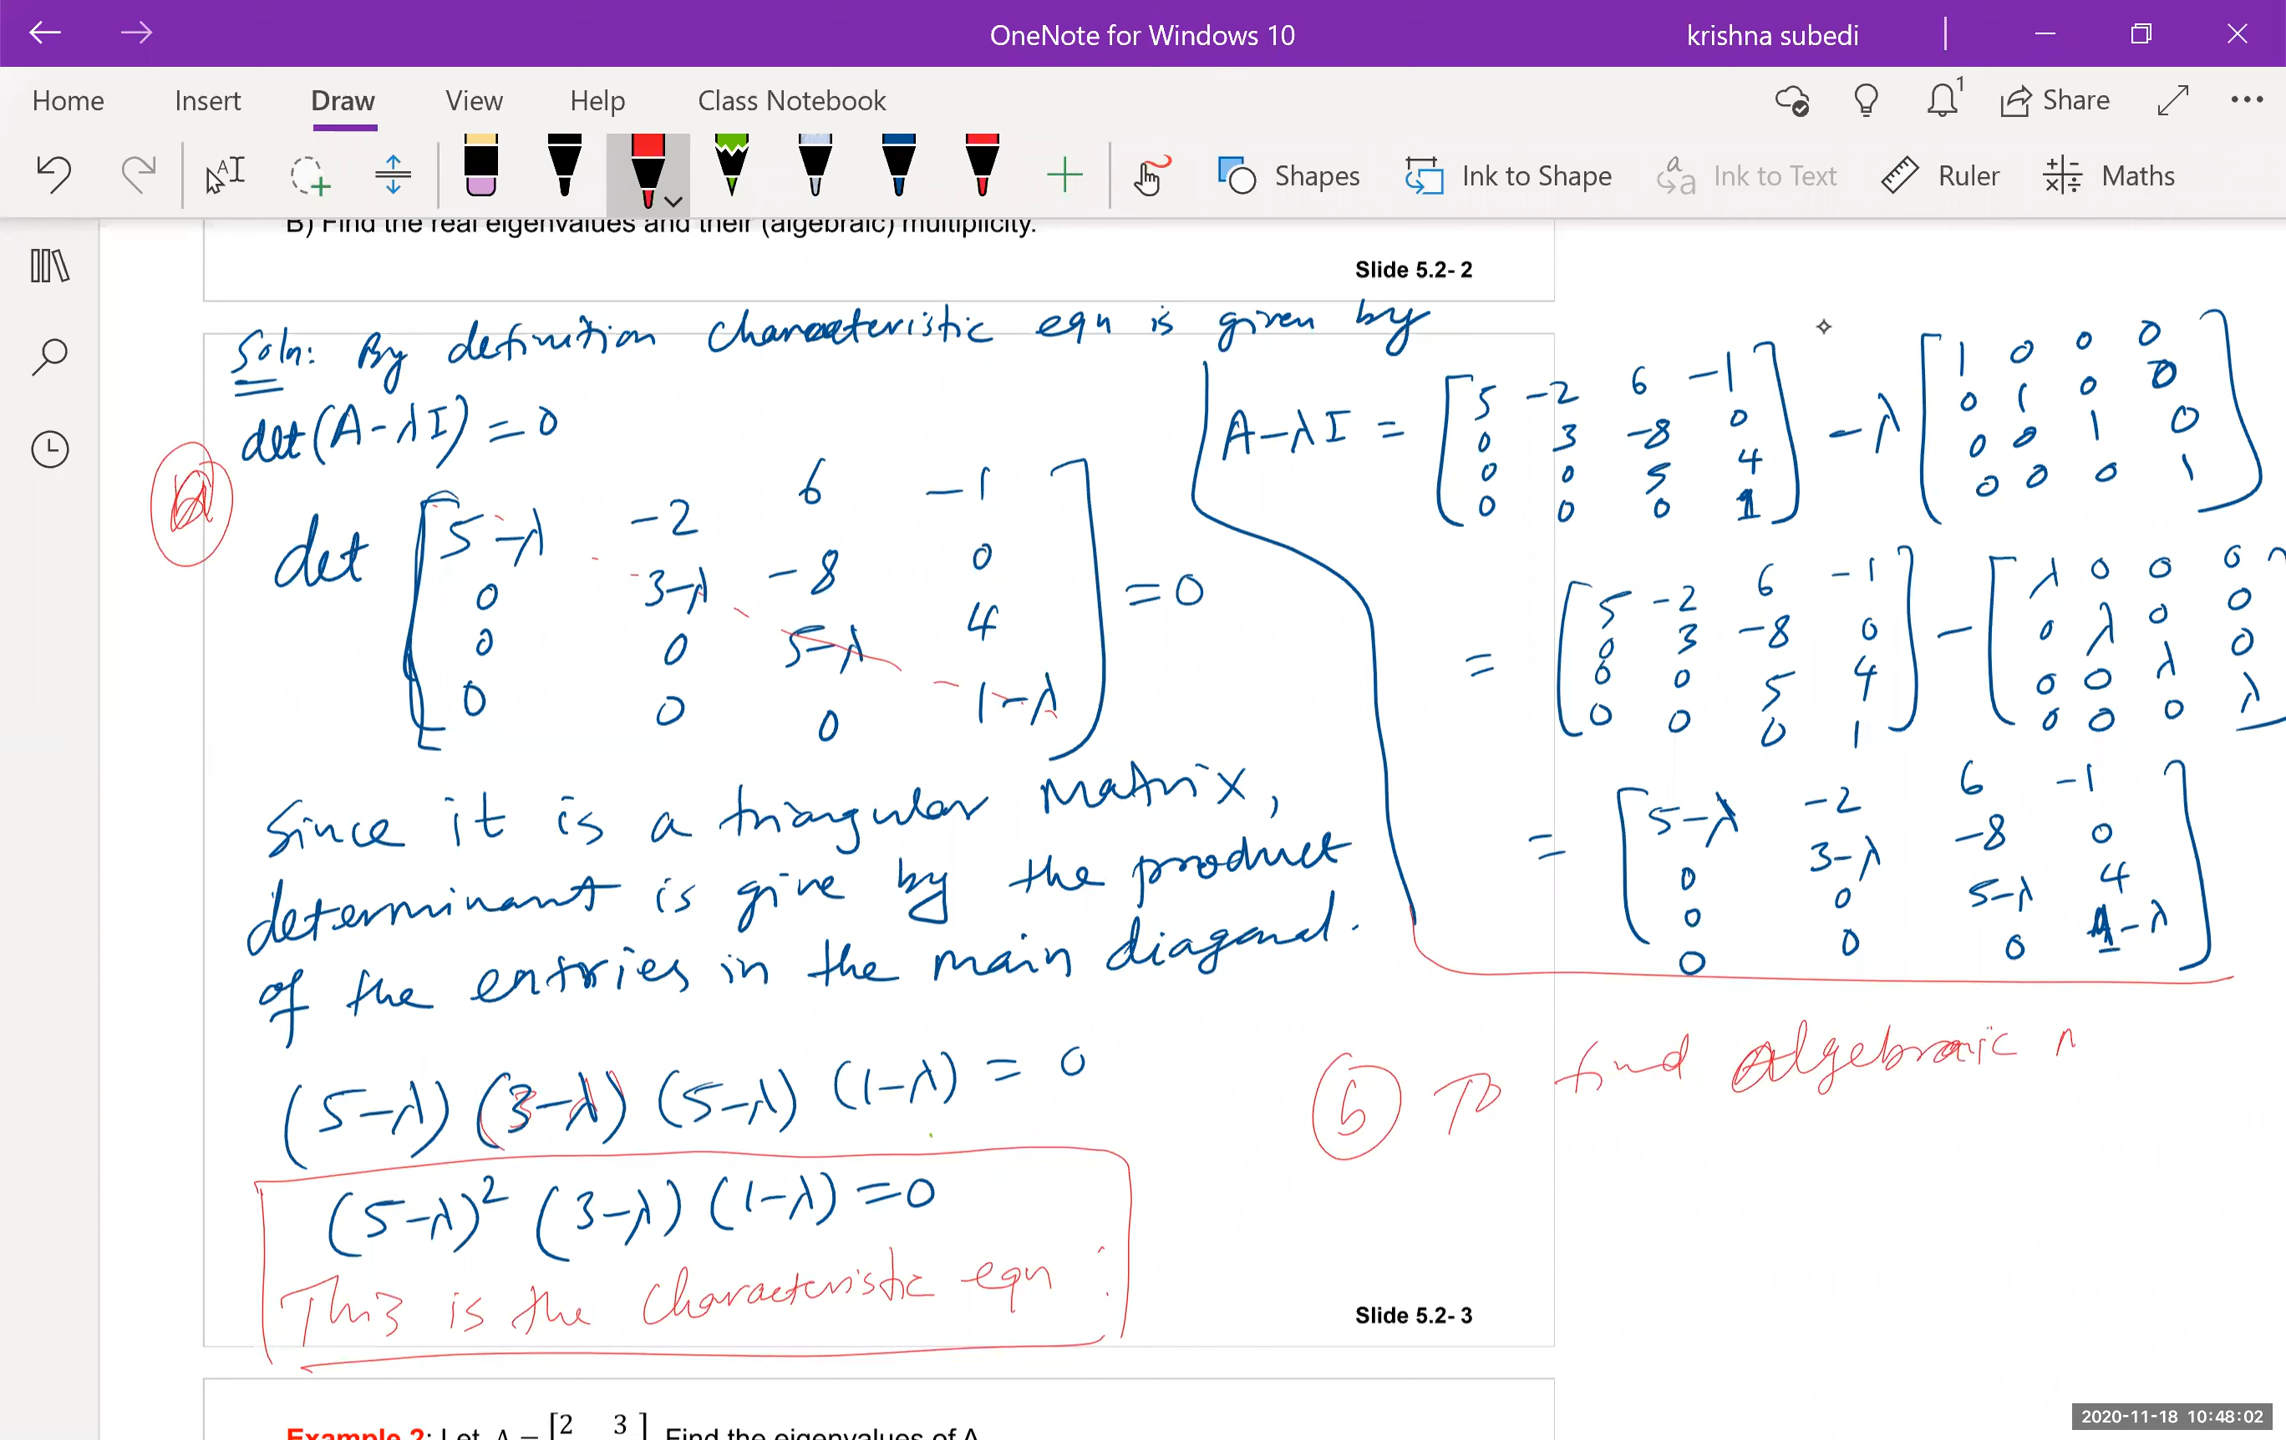 OneNote for Windows 10
krishna subedi
Home Insert Draw View Help Class Notebook
1
Share
Shapes Ink to Shape Ink to Text Ruler Maths
B) Find the real eigenvalues and their (algebraic) multiplicity.
Slide 5.2- 2
Soln: By definition characteristic eqn is given by
det(A-λI)=0
det [5-λ -2 6 -1
0 3-λ -8 0
0 0 5-λ 4
0 0 0 1-λ] = 0
Since it is a triangular matrix,
determinant is give by the product
of the entries in the main diagonal.
(5-λ) (3-λ) (5-λ) (1-λ) = 0
(5-λ)² (3-λ) (1-λ) = 0
This is the characteristic eqn.
A-λI = [5 -2 6 -1
0 3 -8 0
0 0 5 4
0 0 0 1] - λ [1 0 0 0
0 1 0 0
0 0 1 0
0 0 0 1]
= [5 -2 6 -1
0 3 -8 0
0 0 5 4
0 0 0 1] - [λ 0 0 0
0 λ 0 0
0 0 λ 0
0 0 0 λ
= [5-λ -2 6 -1
0 3-λ -8 0
0 0 5-λ 4
0 0 0 1-λ]
b To find algebraic
Slide 5.2- 3
Example 2: Let A = [2 3] Find the eigenvalues of A
2020-11-18 10:48:02